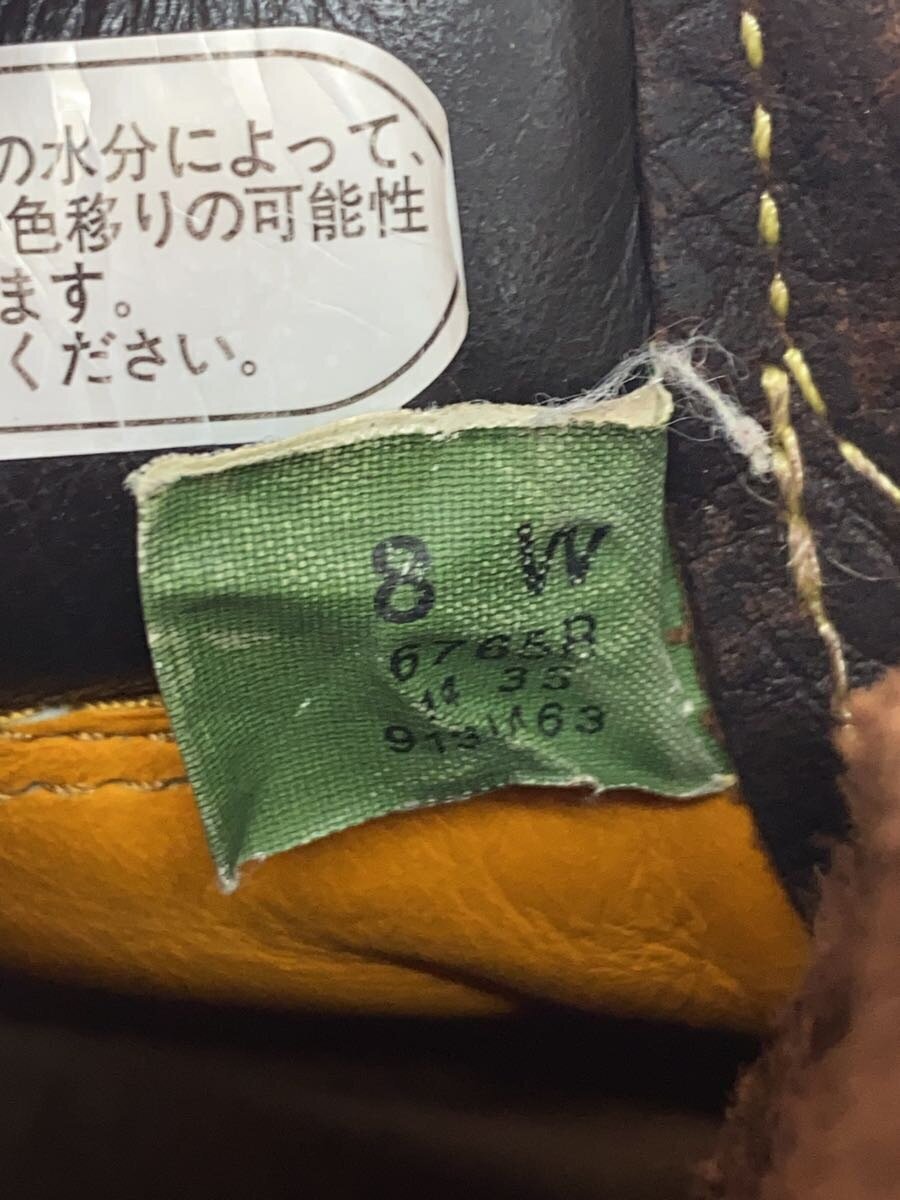 の水分によって、
色移りの可能性
ます。
ください。
8 W
67658
35
63